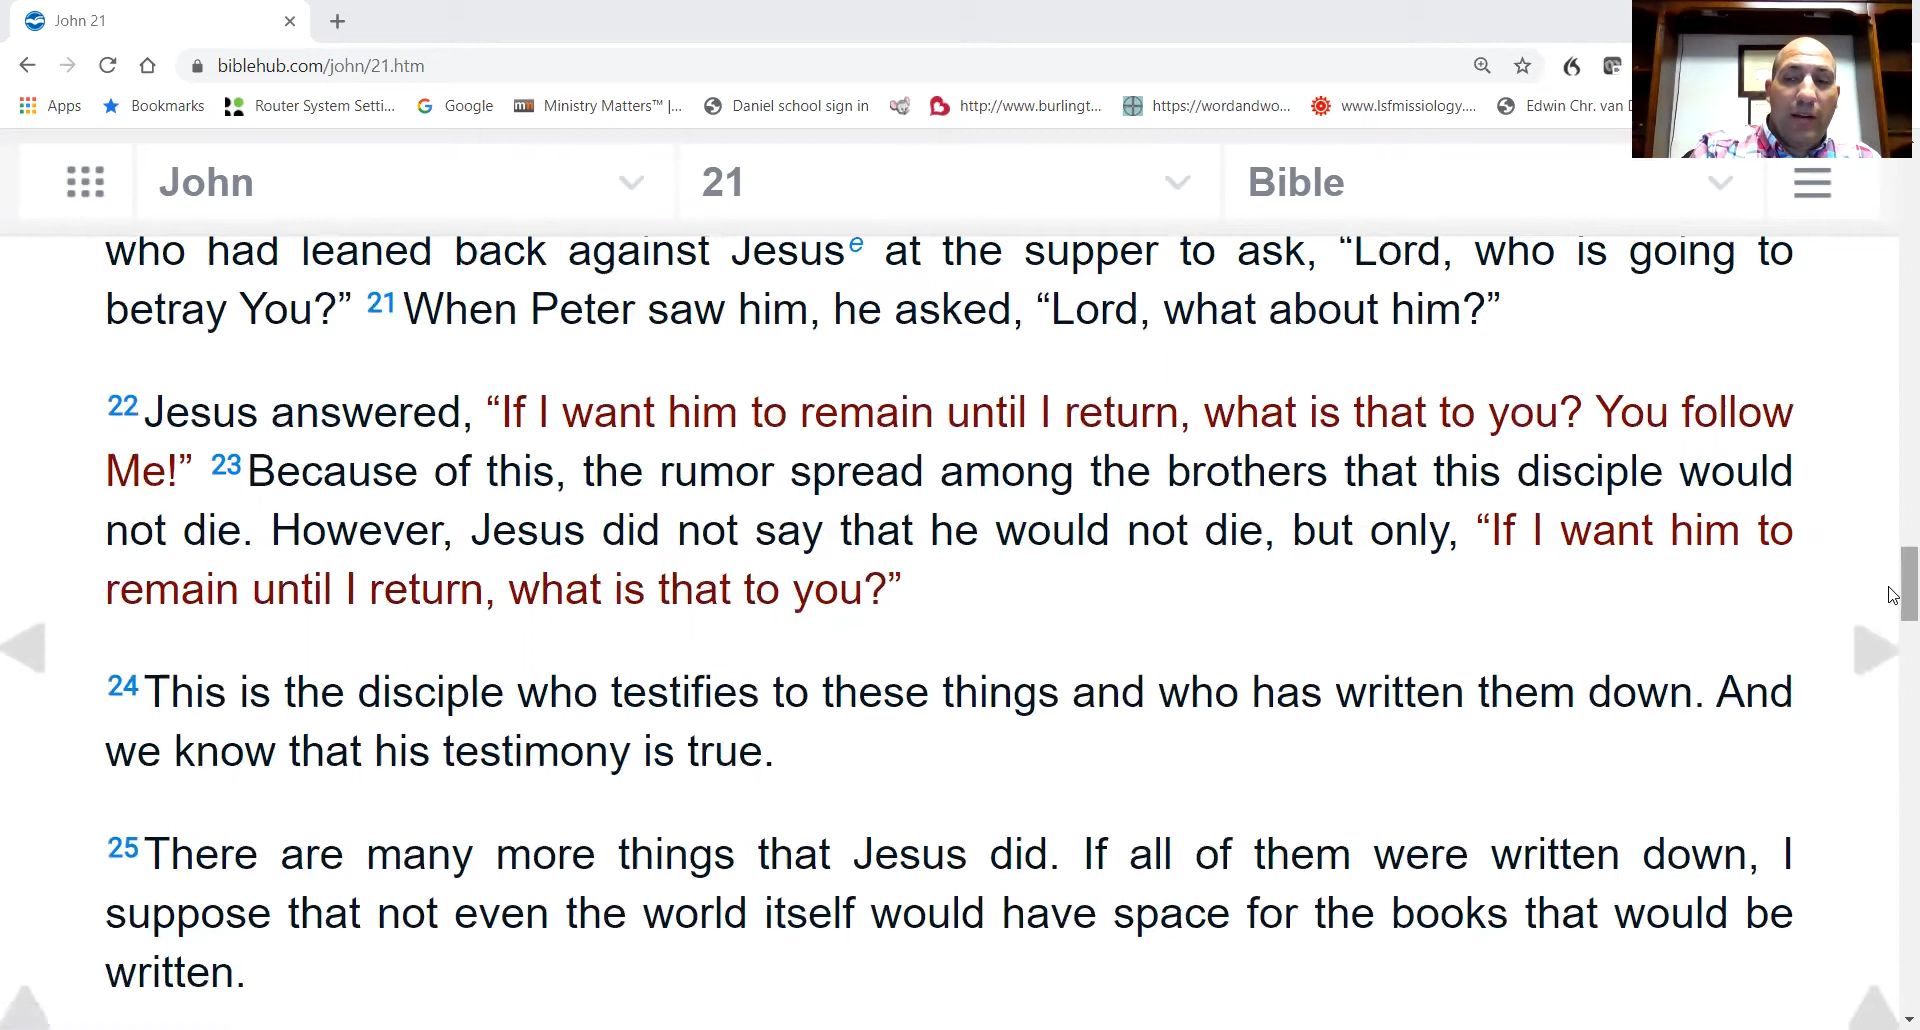 John 21
biblehub.com/john/21.htm
Apps Bookmarks Router System Setti... Google Ministry Matters™ |... Daniel school sign in http://www.burlingt... https://wordandwo... www.lsfmissiology.... Edwin Chr. van
John 21 Bible
who had leaned back against Jesusᵉ at the supper to ask, “Lord, who is going to
betray You?” 21 When Peter saw him, he asked, “Lord, what about him?”
22 Jesus answered, “If I want him to remain until I return, what is that to you? You follow
Me!” 23 Because of this, the rumor spread among the brothers that this disciple would
not die. However, Jesus did not say that he would not die, but only, “If I want him to
remain until I return, what is that to you?”
24 This is the disciple who testifies to these things and who has written them down. And
we know that his testimony is true.
25 There are many more things that Jesus did. If all of them were written down, I
suppose that not even the world itself would have space for the books that would be
written.